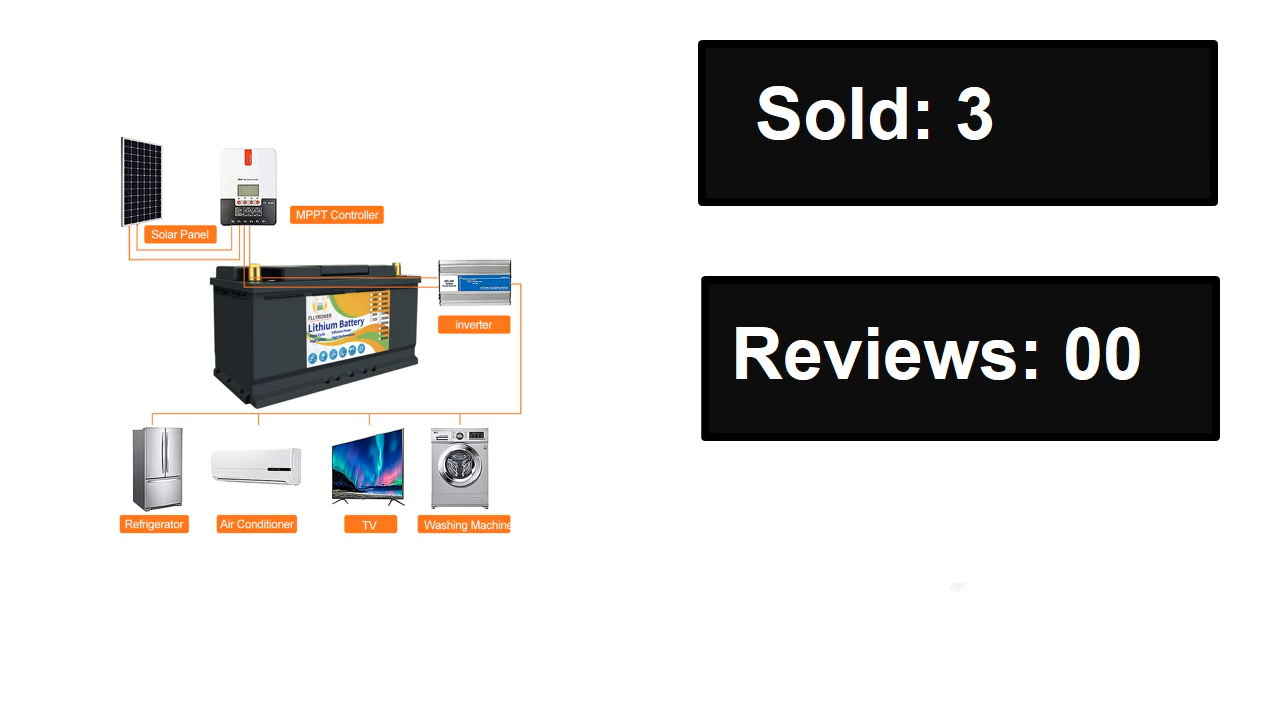 Sold: 3
MPPT Controller
Solar Panel
inverter
Lithium Battery
Reviews: 00
Refrigerator
Air Conditioner
TV
Washing Machine